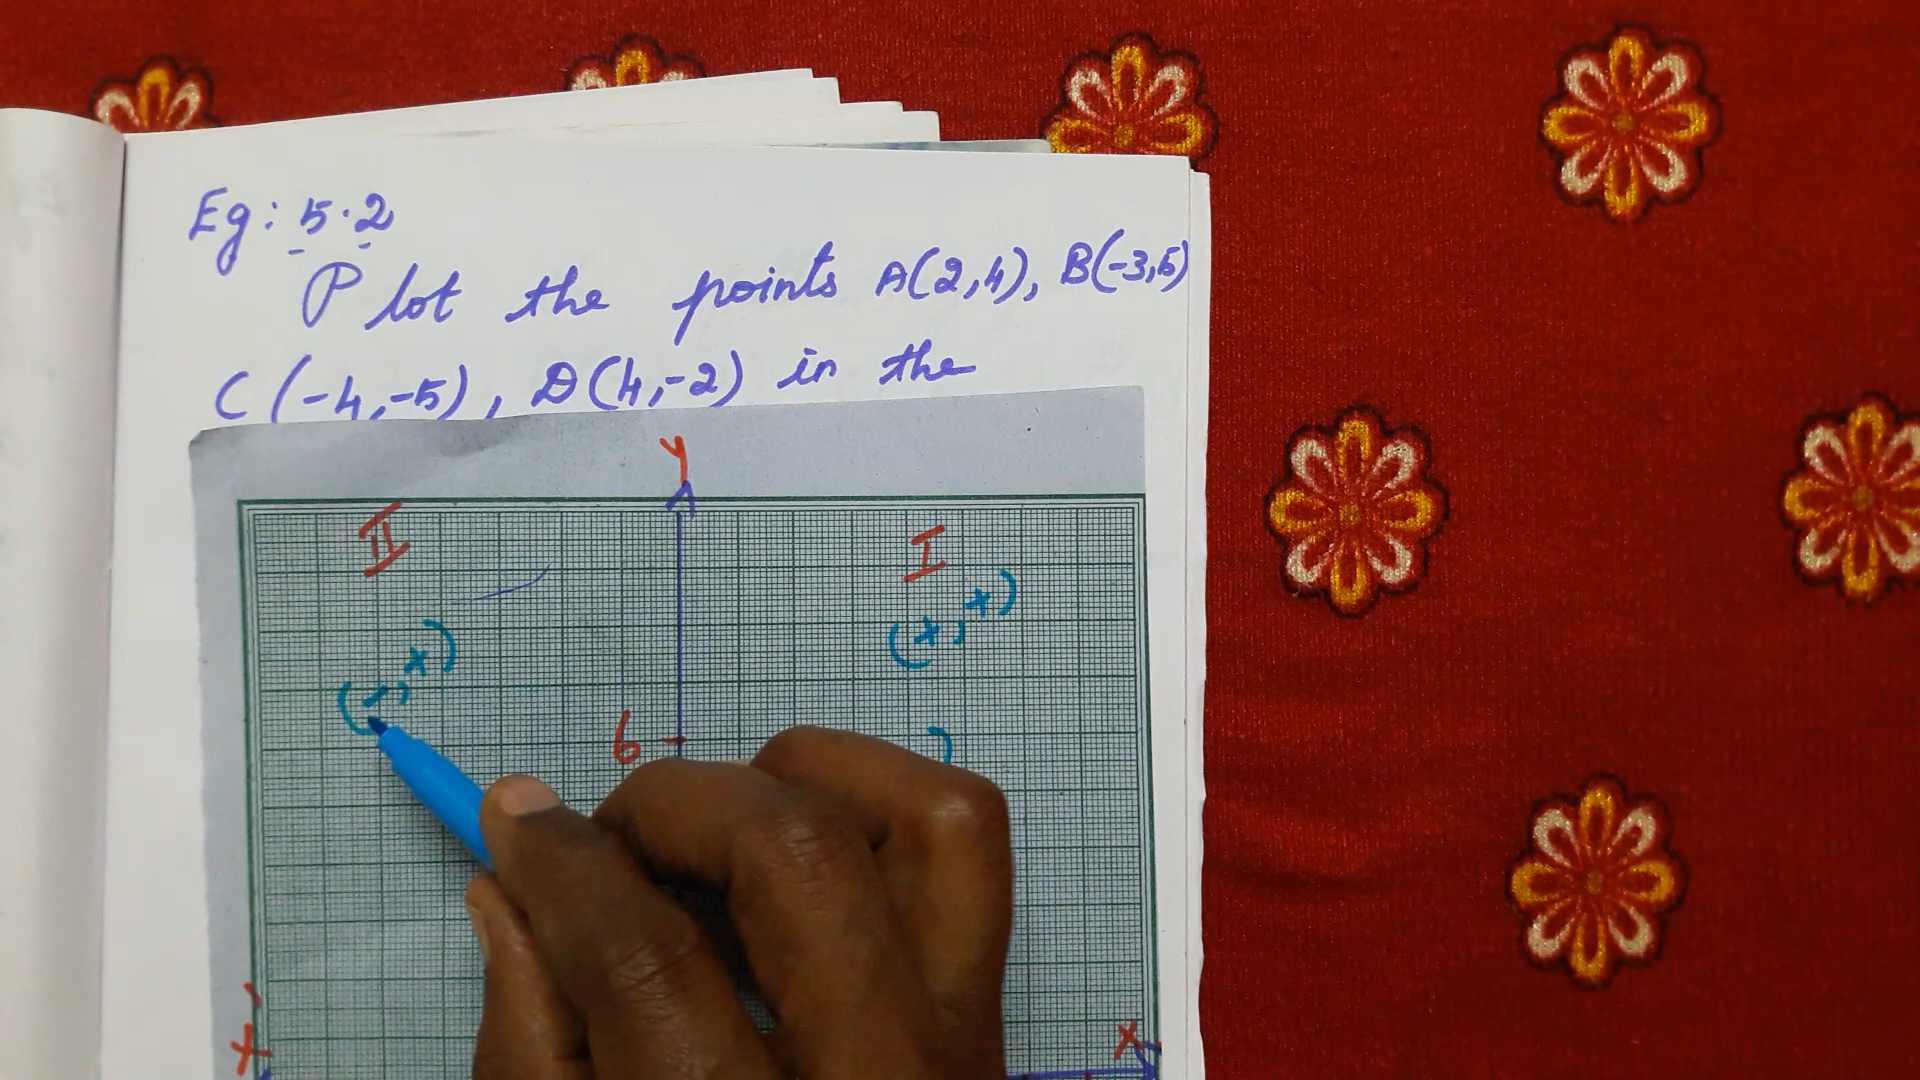 Eg: 5.2
Plot the points A(2,4), B(-3,5)
C(-4,-5), D(4,-2) in the
Y
II
I
(+,+)
(-,+)
6
X'
X